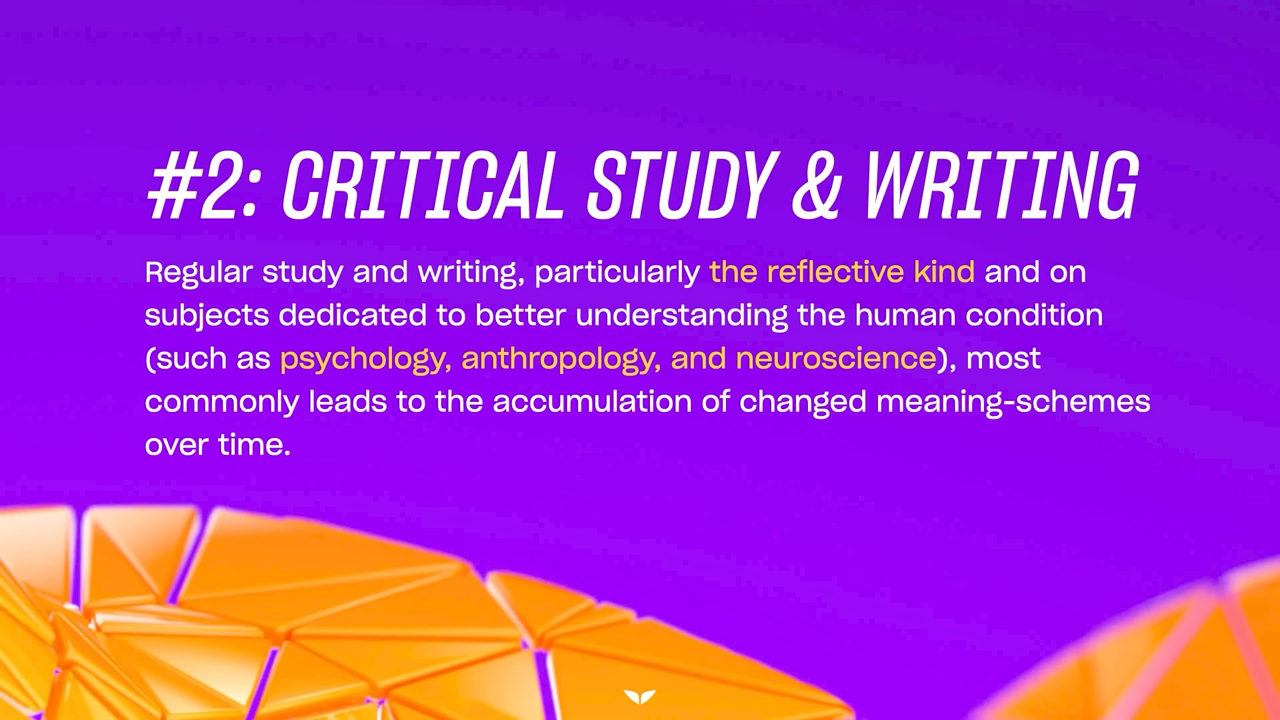 #2: CRITICAL STUDY & WRITING
Regular study and writing, particularly the reflective kind and on
subjects dedicated to better understanding the human condition
(such as psychology, anthropology, and neuroscience), most
commonly leads to the accumulation of changed meaning-schemes
over time.